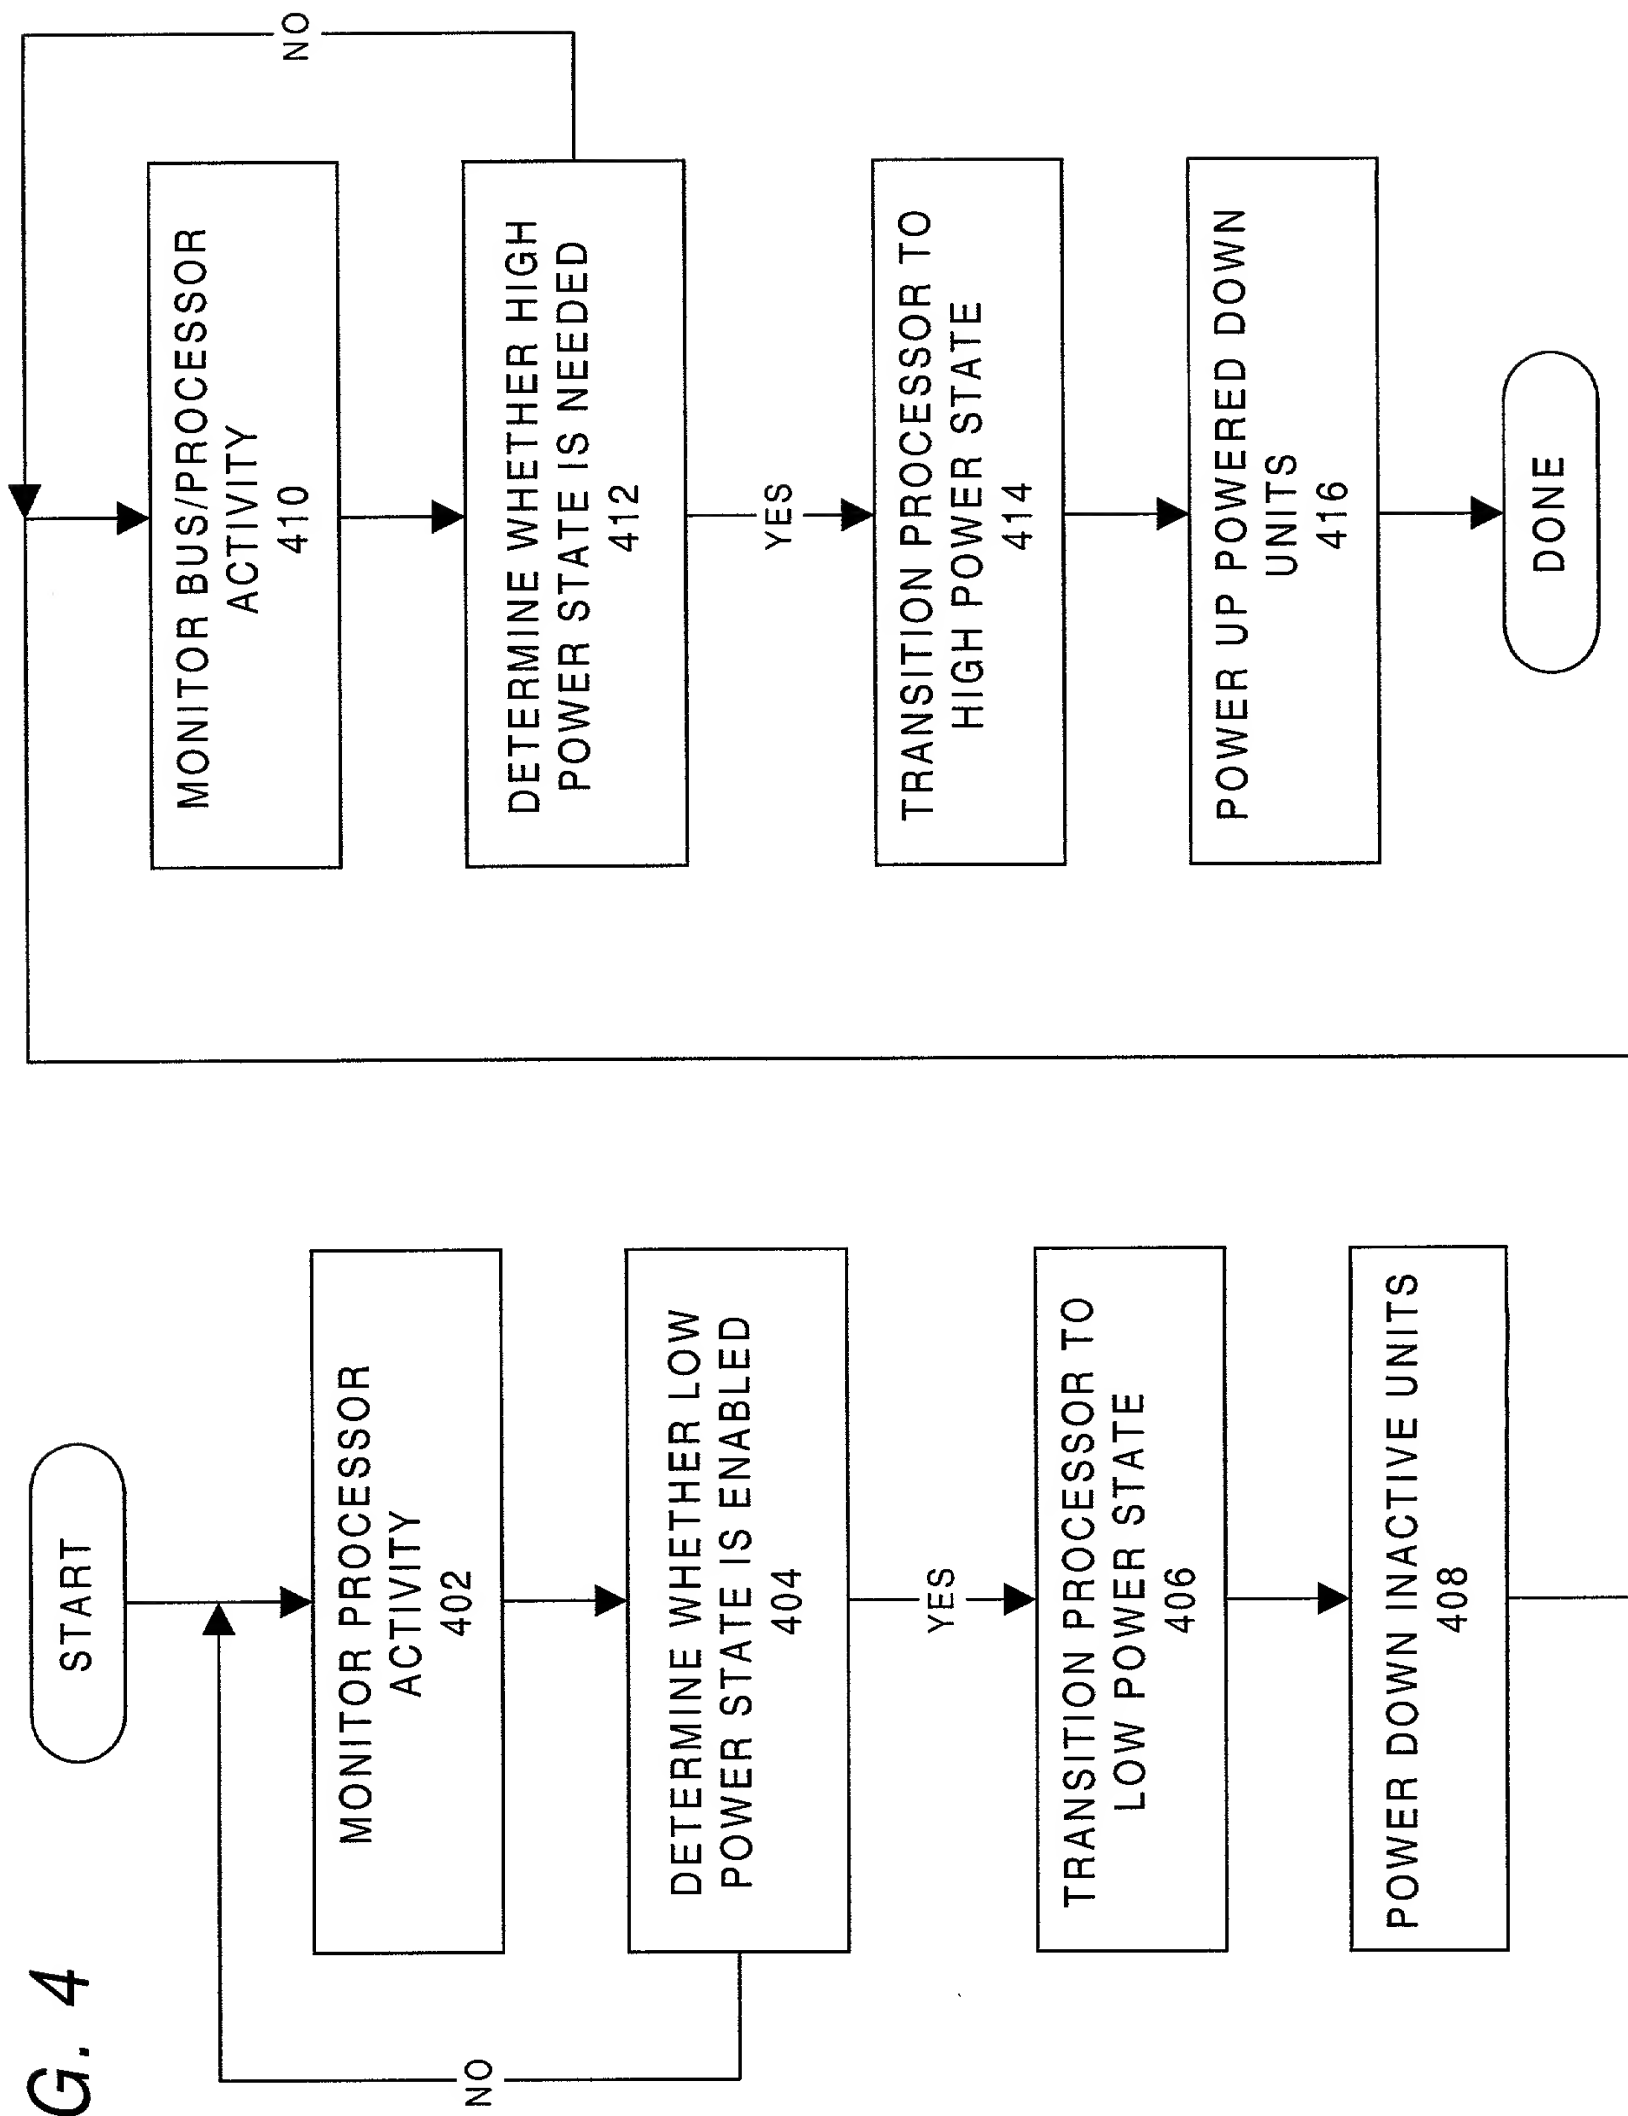 G. 4
START
MONITOR PROCESSOR
ACTIVITY
402
DETERMINE WHETHER LOW
POWER STATE IS ENABLED
404
NO
YES
TRANSITION PROCESSOR TO
LOW POWER STATE
406
POWER DOWN INACTIVE UNITS
408
MONITOR BUS/PROCESSOR
ACTIVITY
410
DETERMINE WHETHER HIGH
POWER STATE IS NEEDED
412
NO
YES
TRANSITION PROCESSOR TO
HIGH POWER STATE
414
POWER UP POWERED DOWN
UNITS
416
DONE